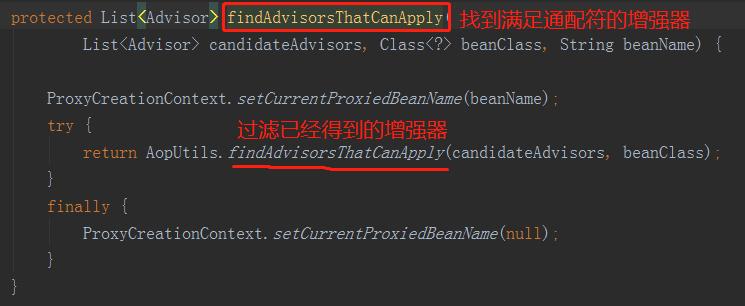 protected List<Advisor> findAdvisorsThatCanApply( 找到满足通配符的增强器
List<Advisor> candidateAdvisors, Class<?> beanClass, String beanName) {
ProxyCreationContext.setCurrentProxiedBeanName(beanName);
try { 过滤已经得到的增强器
return AopUtils.findAdvisorsThatCanApply(candidateAdvisors, beanClass);
}
finally {
ProxyCreationContext.setCurrentProxiedBeanName(null);
}
}